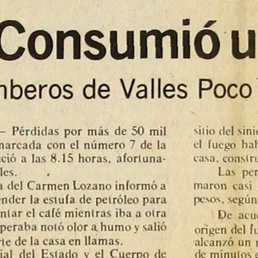 Consumió u
mberos de Valles Poco
— Pérdidas por más de 50 mil
marcada con el número 7 de la
ció a las 8.15 horas, afortuna-
les.
a del Carmen Lozano informó a
ender la estufa de petróleo para
ntar el café mientras iba a otra
peraba notó olor a humo y salió
rte de la casa en llamas.
ial del Estado y el Cuerpo de
sitio del sinie
el fuego hab
casa, constru
Las per
maron casi
pesos, según
De acue
origen del fu
alcanzó un r
de minutos e